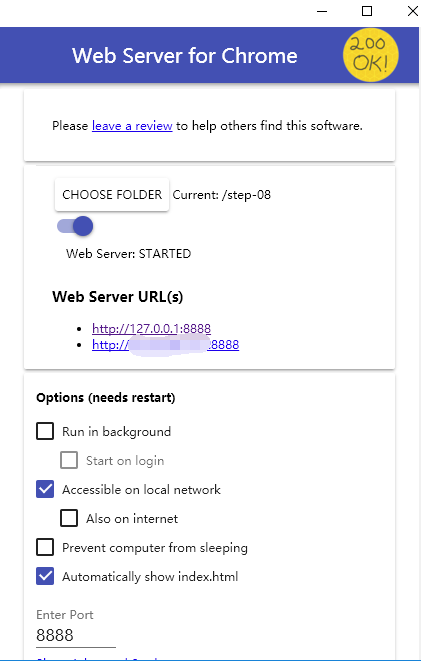 Web Server for Chrome
200
OK!
Please leave a review to help others find this software.
CHOOSE FOLDER Current: /step-08
Web Server: STARTED
Web Server URL(s)
http://127.0.0.1:8888
http:// :8888
Options (needs restart)
Run in background
Start on login
Accessible on local network
Also on internet
Prevent computer from sleeping
Automatically show index.html
Enter Port
8888